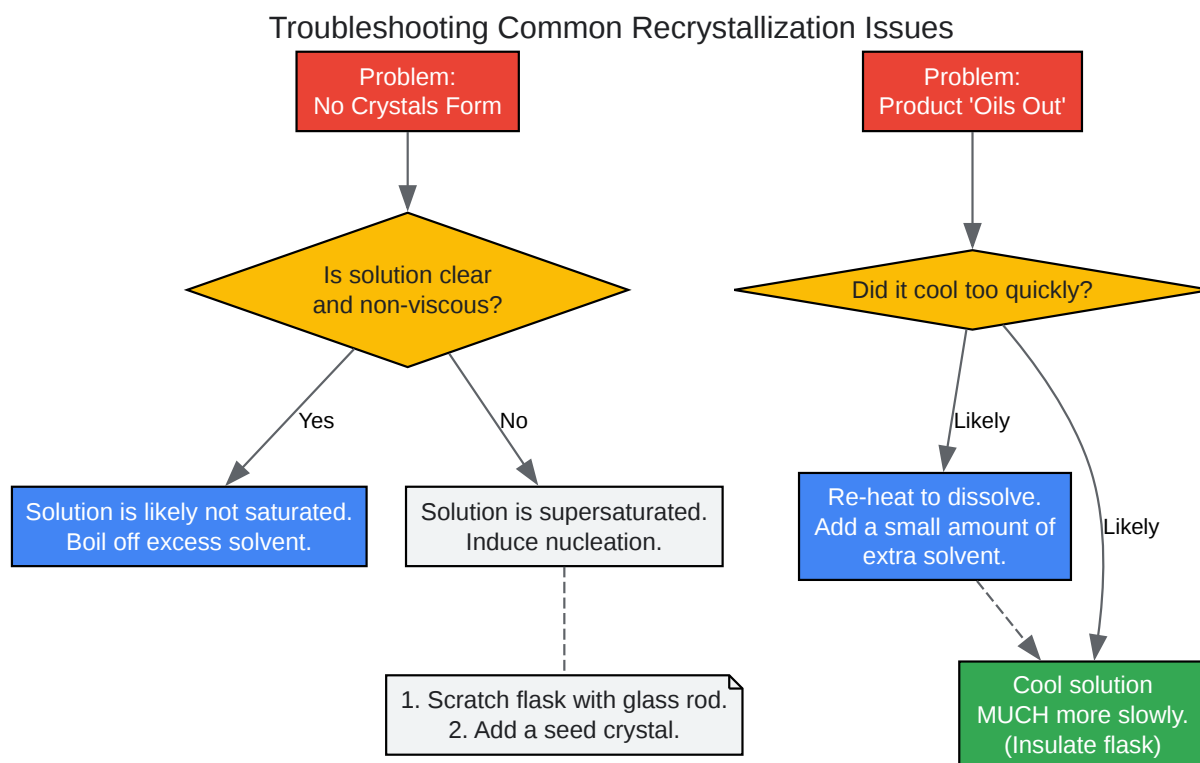 Troubleshooting Common Recrystallization Issues
Problem:
No Crystals Form
Problem:
Product 'Oils Out'
Is solution clear
and non-viscous?
Did it cool too quickly?
Yes
No
Likely
Solution is likely not saturated.
Boil off excess solvent.
Solution is supersaturated.
Induce nucleation.
Re-heat to dissolve.
Add a small amount of
extra solvent.
Likely
1. Scratch flask with glass rod.
2. Add a seed crystal.
Cool solution
MUCH more slowly.
(Insulate flask)